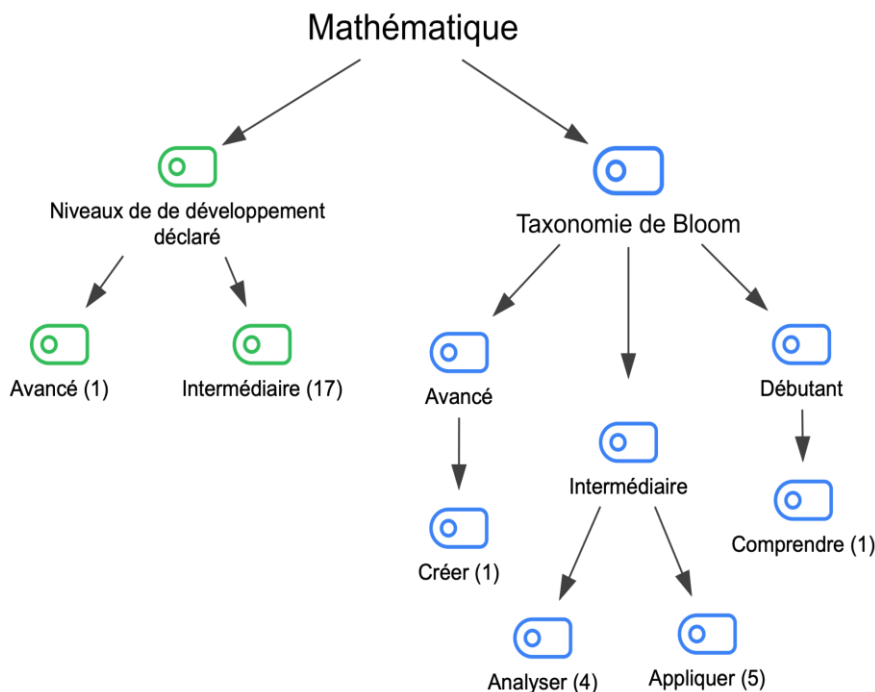 Mathématique
Niveaux de de développement
déclaré
Taxonomie de Bloom
Avancé (1)
Intermédiaire (17)
Avancé
Débutant
Intermédiaire
Créer (1)
Comprendre (1)
Analyser (4)
Appliquer (5)